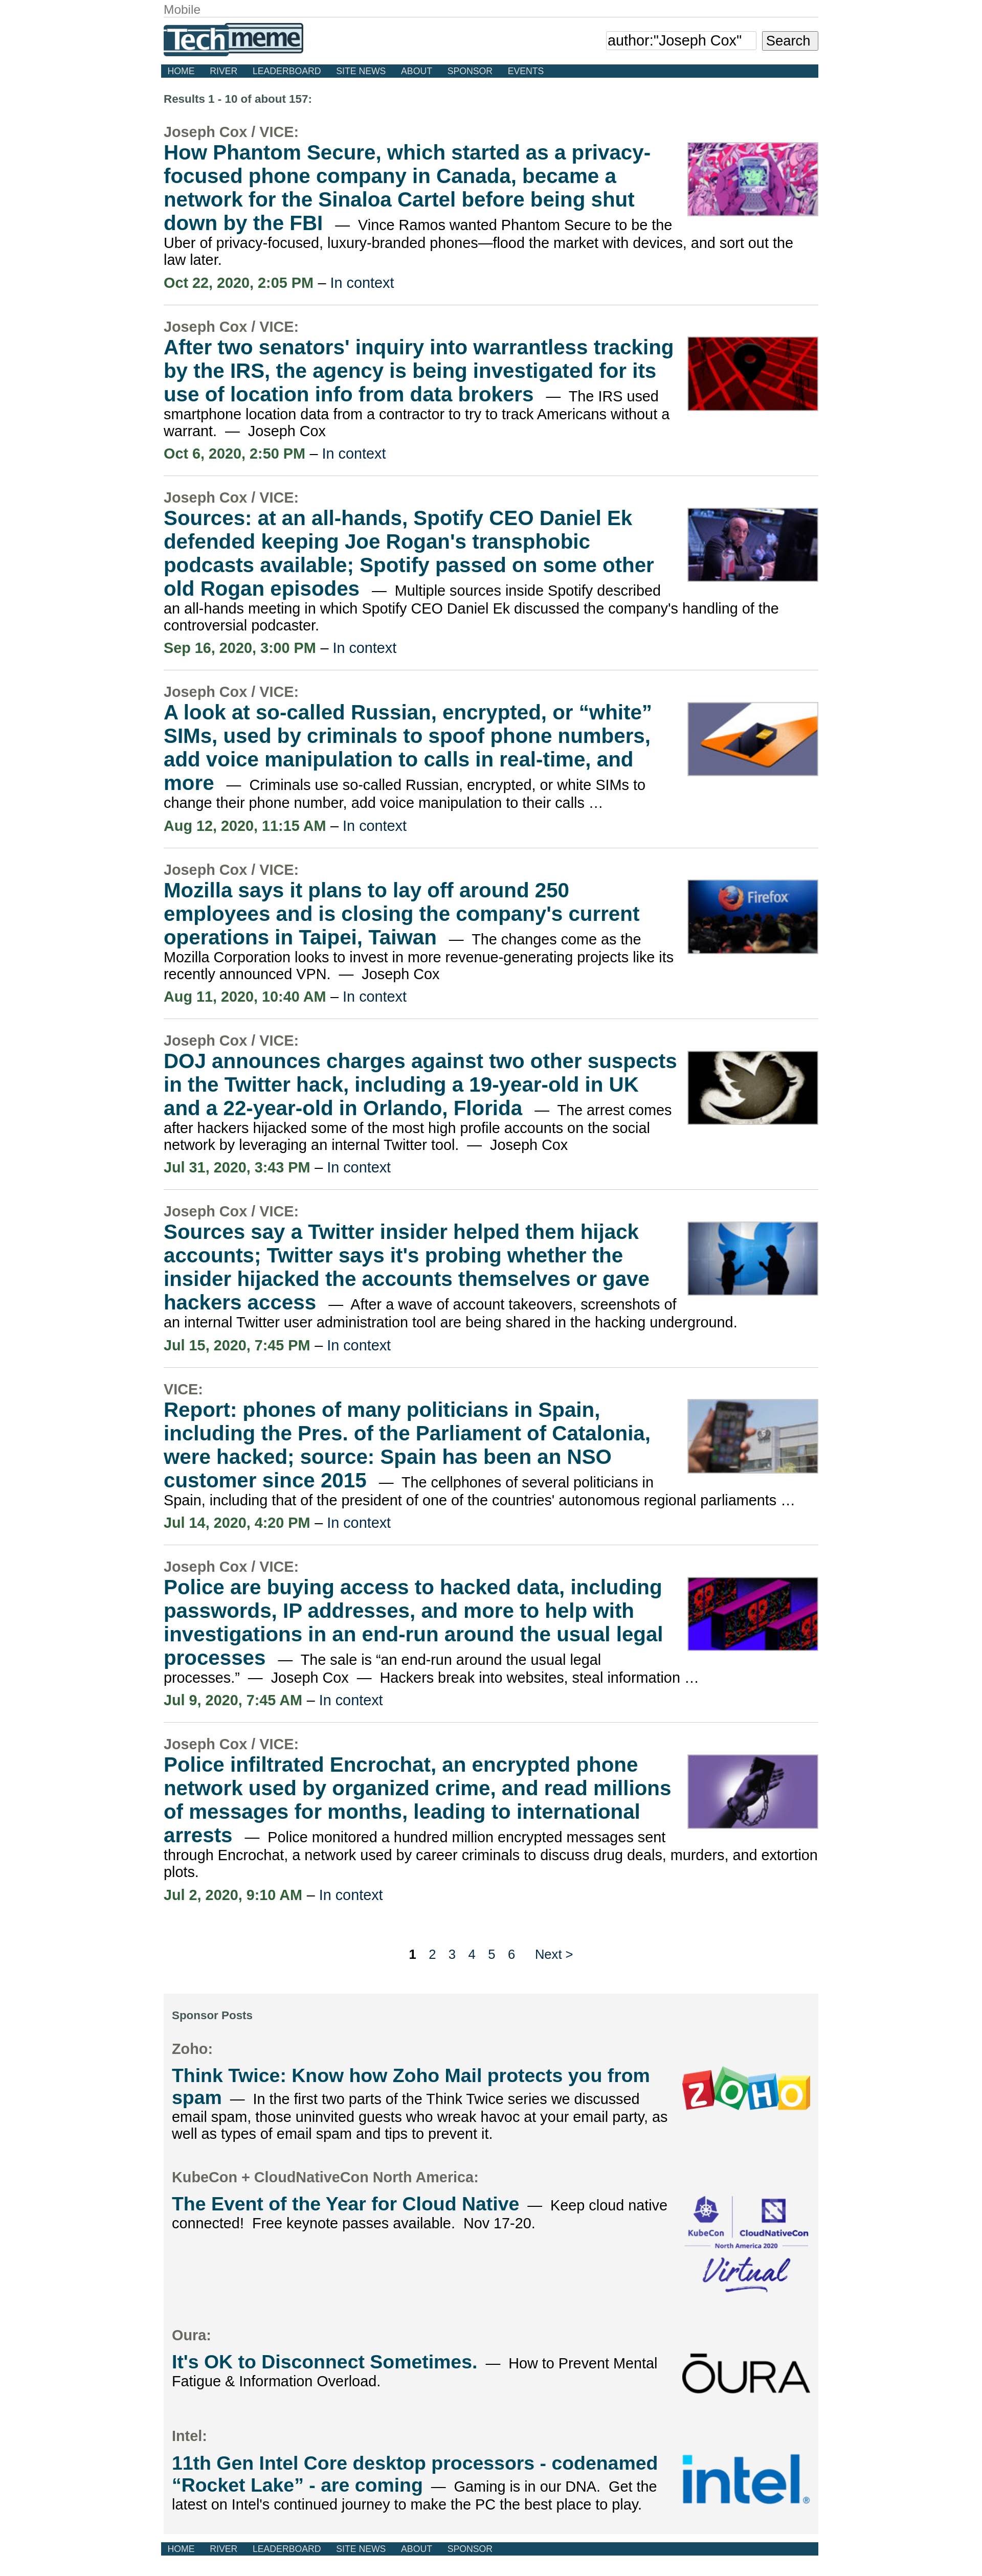 Mobile
Techmeme
author:"Joseph Cox" Search
HOME RIVER LEADERBOARD SITE NEWS ABOUT SPONSOR EVENTS
Results 1 - 10 of about 157:
Joseph Cox / VICE:
How Phantom Secure, which started as a privacy-
focused phone company in Canada, became a
network for the Sinaloa Cartel before being shut
down by the FBI — Vince Ramos wanted Phantom Secure to be the
Uber of privacy-focused, luxury-branded phones—flood the market with devices, and sort out the
law later.
Oct 22, 2020, 2:05 PM – In context
Joseph Cox / VICE:
After two senators' inquiry into warrantless tracking
by the IRS, the agency is being investigated for its
use of location info from data brokers — The IRS used
smartphone location data from a contractor to try to track Americans without a
warrant. — Joseph Cox
Oct 6, 2020, 2:50 PM – In context
Joseph Cox / VICE:
Sources: at an all-hands, Spotify CEO Daniel Ek
defended keeping Joe Rogan's transphobic
podcasts available; Spotify passed on some other
old Rogan episodes — Multiple sources inside Spotify described
an all-hands meeting in which Spotify CEO Daniel Ek discussed the company's handling of the
controversial podcaster.
Sep 16, 2020, 3:00 PM – In context
Joseph Cox / VICE:
A look at so-called Russian, encrypted, or “white”
SIMs, used by criminals to spoof phone numbers,
add voice manipulation to calls in real-time, and
more — Criminals use so-called Russian, encrypted, or white SIMs to
change their phone number, add voice manipulation to their calls …
Aug 12, 2020, 11:15 AM – In context
Joseph Cox / VICE:
Mozilla says it plans to lay off around 250
employees and is closing the company's current
operations in Taipei, Taiwan — The changes come as the
Mozilla Corporation looks to invest in more revenue-generating projects like its
recently announced VPN. — Joseph Cox
Firefox
Aug 11, 2020, 10:40 AM – In context
Joseph Cox / VICE:
DOJ announces charges against two other suspects
in the Twitter hack, including a 19-year-old in UK
and a 22-year-old in Orlando, Florida — The arrest comes
after hackers hijacked some of the most high profile accounts on the social
network by leveraging an internal Twitter tool. — Joseph Cox
Jul 31, 2020, 3:43 PM – In context
Joseph Cox / VICE:
Sources say a Twitter insider helped them hijack
accounts; Twitter says it's probing whether the
insider hijacked the accounts themselves or gave
hackers access — After a wave of account takeovers, screenshots of
an internal Twitter user administration tool are being shared in the hacking underground.
Jul 15, 2020, 7:45 PM – In context
VICE:
Report: phones of many politicians in Spain,
including the Pres. of the Parliament of Catalonia,
were hacked; source: Spain has been an NSO
customer since 2015 — The cellphones of several politicians in
Spain, including that of the president of one of the countries' autonomous regional parliaments …
Jul 14, 2020, 4:20 PM – In context
Joseph Cox / VICE:
Police are buying access to hacked data, including
passwords, IP addresses, and more to help with
investigations in an end-run around the usual legal
processes — The sale is “an end-run around the usual legal
processes.” — Joseph Cox — Hackers break into websites, steal information …
Jul 9, 2020, 7:45 AM – In context
Joseph Cox / VICE:
Police infiltrated Encrochat, an encrypted phone
network used by organized crime, and read millions
of messages for months, leading to international
arrests — Police monitored a hundred million encrypted messages sent
through Encrochat, a network used by career criminals to discuss drug deals, murders, and extortion
plots.
Jul 2, 2020, 9:10 AM – In context
1 2 3 4 5 6 Next >
Sponsor Posts
Zoho:
Think Twice: Know how Zoho Mail protects you from
spam — In the first two parts of the Think Twice series we discussed
email spam, those uninvited guests who wreak havoc at your email party, as
well as types of email spam and tips to prevent it.
ZOHO
KubeCon + CloudNativeCon North America:
The Event of the Year for Cloud Native — Keep cloud native
connected! Free keynote passes available. Nov 17-20.
KubeCon CloudNativeCon
North America 2020
Virtual
Oura:
It's OK to Disconnect Sometimes. — How to Prevent Mental
Fatigue & Information Overload.
ŌURA
Intel:
11th Gen Intel Core desktop processors - codenamed
“Rocket Lake” - are coming — Gaming is in our DNA. Get the
latest on Intel's continued journey to make the PC the best place to play.
intel®
HOME RIVER LEADERBOARD SITE NEWS ABOUT SPONSOR